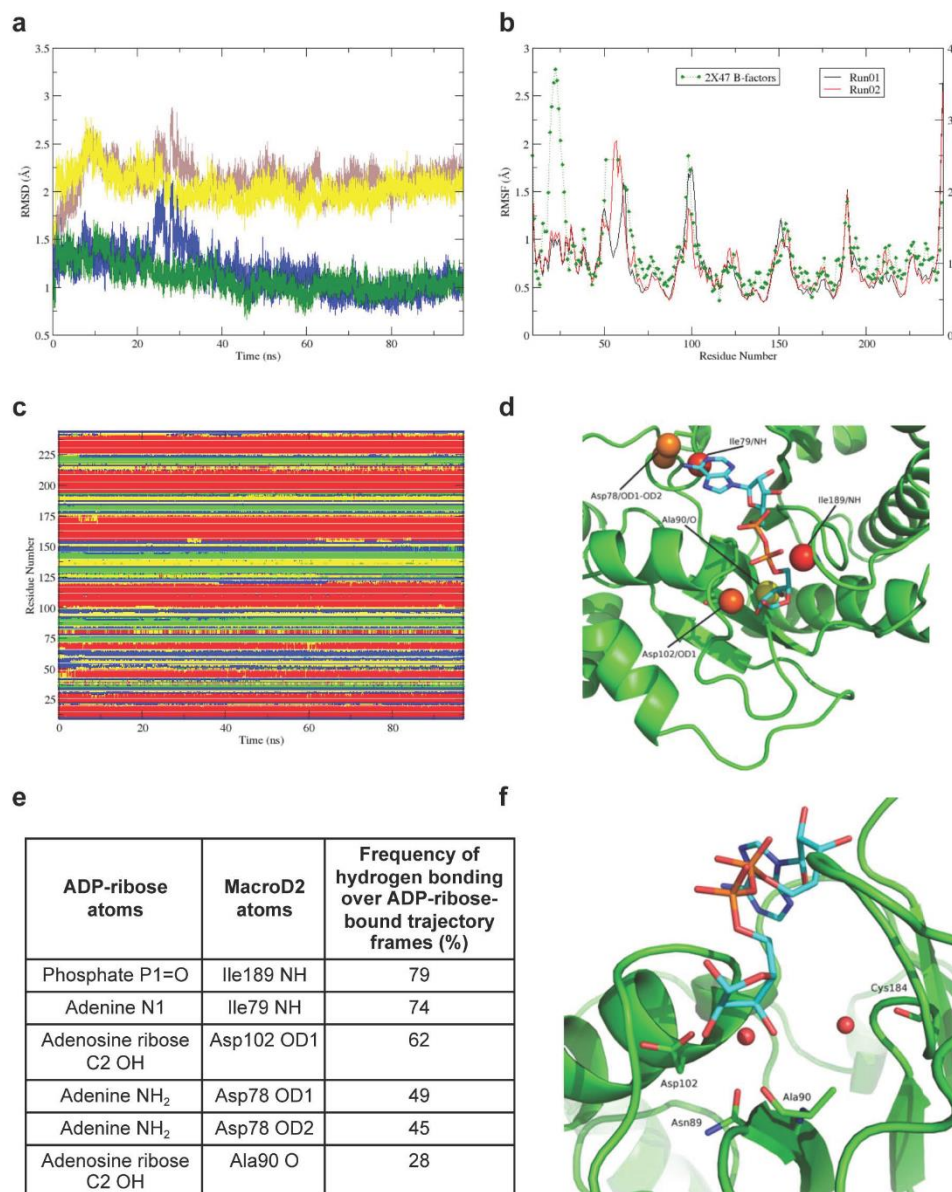 a
3.5
3
2.5
2
1.5
1
0.5
RMSD (Å)
0
20
40
60
80
Time (ns)
b
3
2.5
2
1.5
1
0.5
0
RMSF (Å)
2X47 B-factors
Run01
Run02
50
100
150
200
Residue Number
c
225
200
175
150
125
100
75
50
25
Residue Number
0
20
40
60
80
Time (ns)
d
Ile79/NH
Asp78/OD1-OD2
Ile189/NH
Ala90/O
Asp102/OD1
e
ADP-ribose
atoms
MacroD2
atoms
Frequency of
hydrogen bonding
over ADP-ribose-
bound trajectory
frames (%)
Phosphate P1=O
Ile189 NH
79
Adenine N1
Ile79 NH
74
Adenosine ribose
C2 OH
Asp102 OD1
62
Adenine NH₂
Asp78 OD1
49
Adenine NH₂
Asp78 OD2
45
Adenosine ribose
C2 OH
Ala90 O
28
f
Cys184
Asp102
Ala90
Asn89